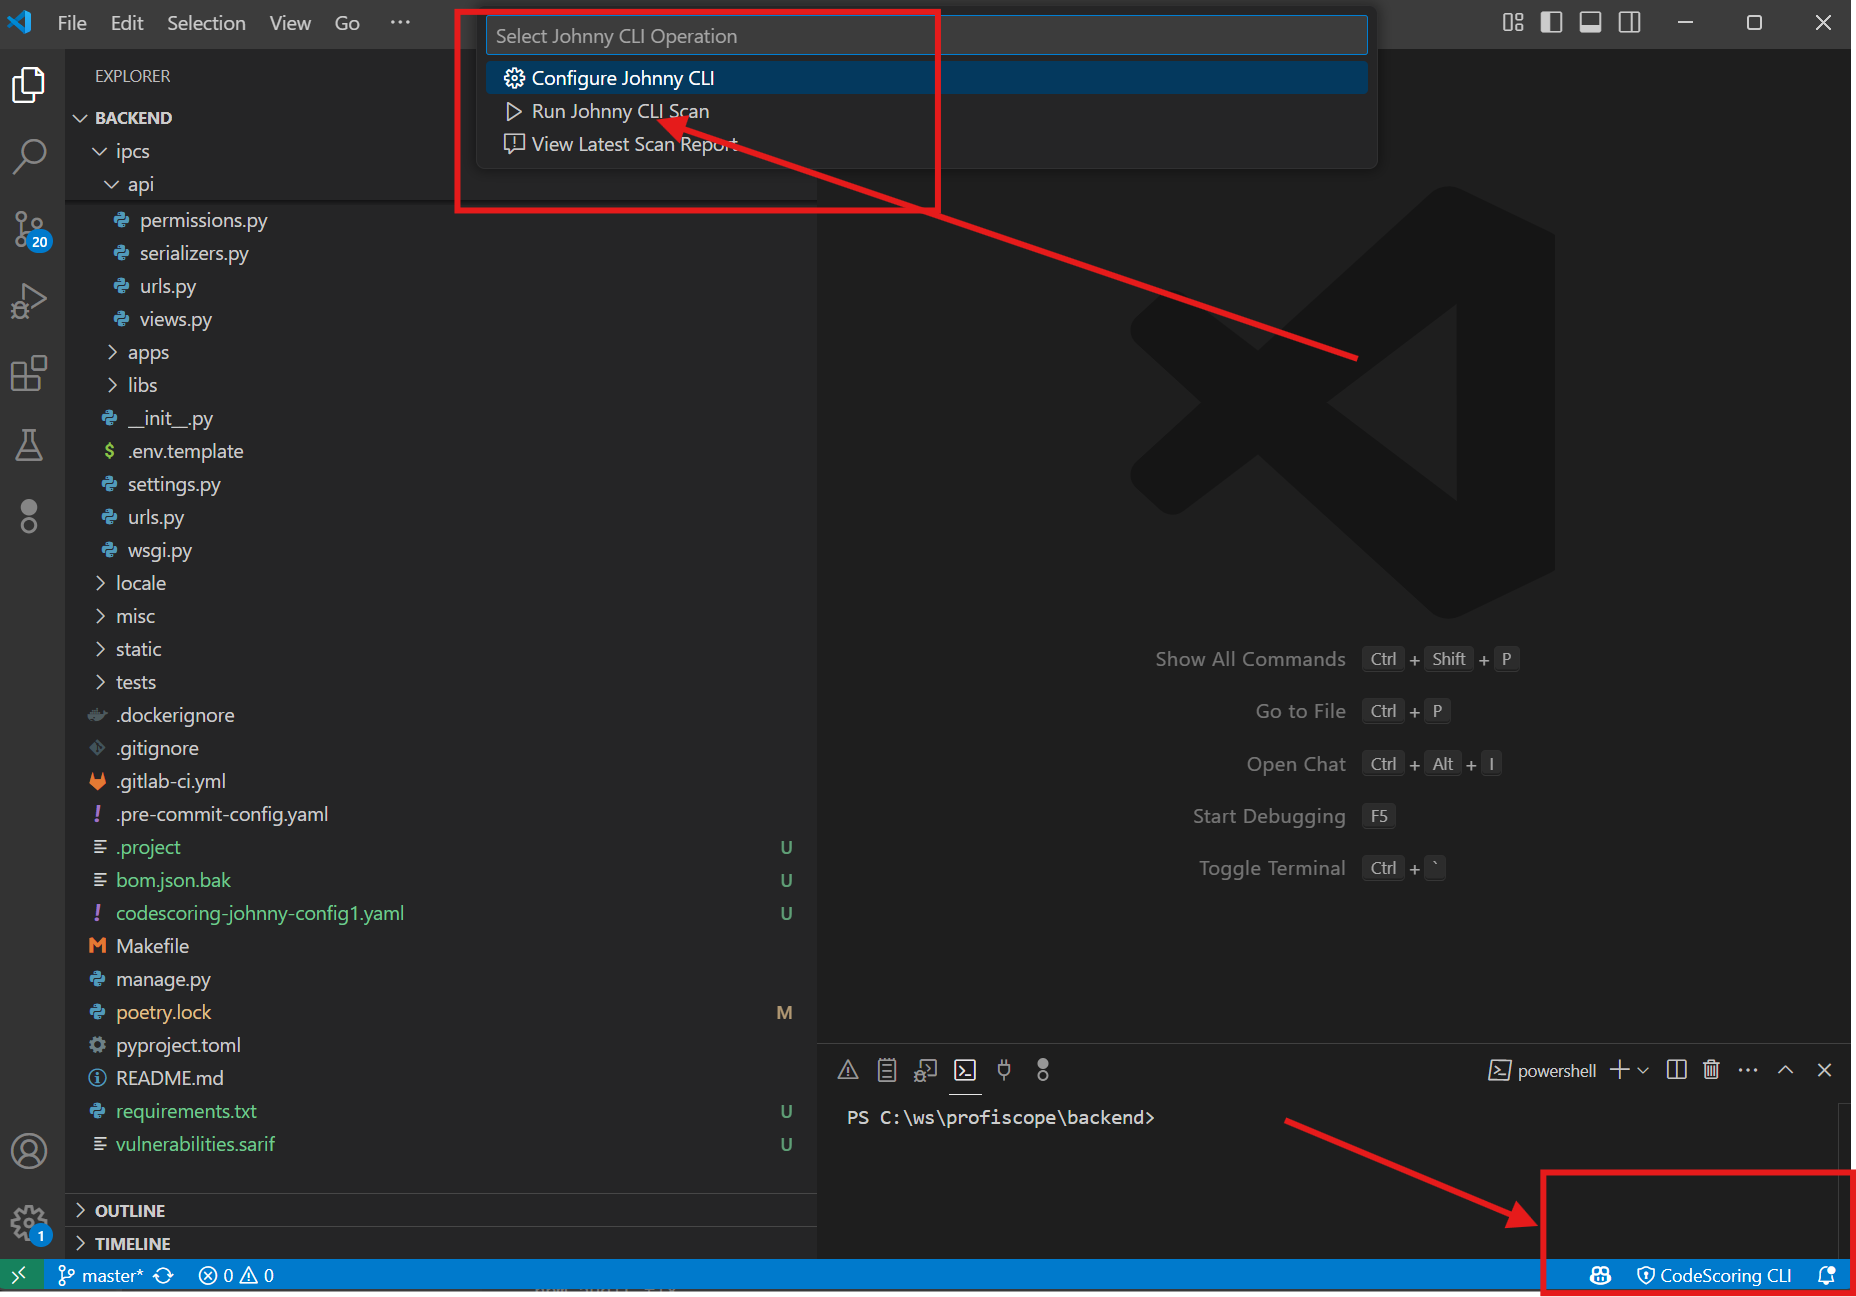 File Edit Selection View Go ···
Select Johnny CLI Operation
Configure Johnny CLI
Run Johnny CLI Scan
View Latest Scan Report
EXPLORER
BACKEND
ipcs
api
permissions.py
serializers.py
urls.py
views.py
apps
libs
__init__.py
$ .env.template
settings.py
urls.py
wsgi.py
locale
misc
static
tests
.dockerignore
.gitignore
.gitlab-ci.yml
! .pre-commit-config.yaml
.project U
bom.json.bak U
! codescoring-johnny-config1.yaml U
M Makefile
manage.py
poetry.lock M
pyproject.toml
README.md
requirements.txt U
vulnerabilities.sarif U
OUTLINE
TIMELINE
20
1
Show All Commands Ctrl + Shift + P
Go to File Ctrl + P
Open Chat Ctrl + Alt + I
Start Debugging F5
Toggle Terminal Ctrl + `
powershell
PS C:\ws\profiscope\backend>
master* 0 0
CodeScoring CLI